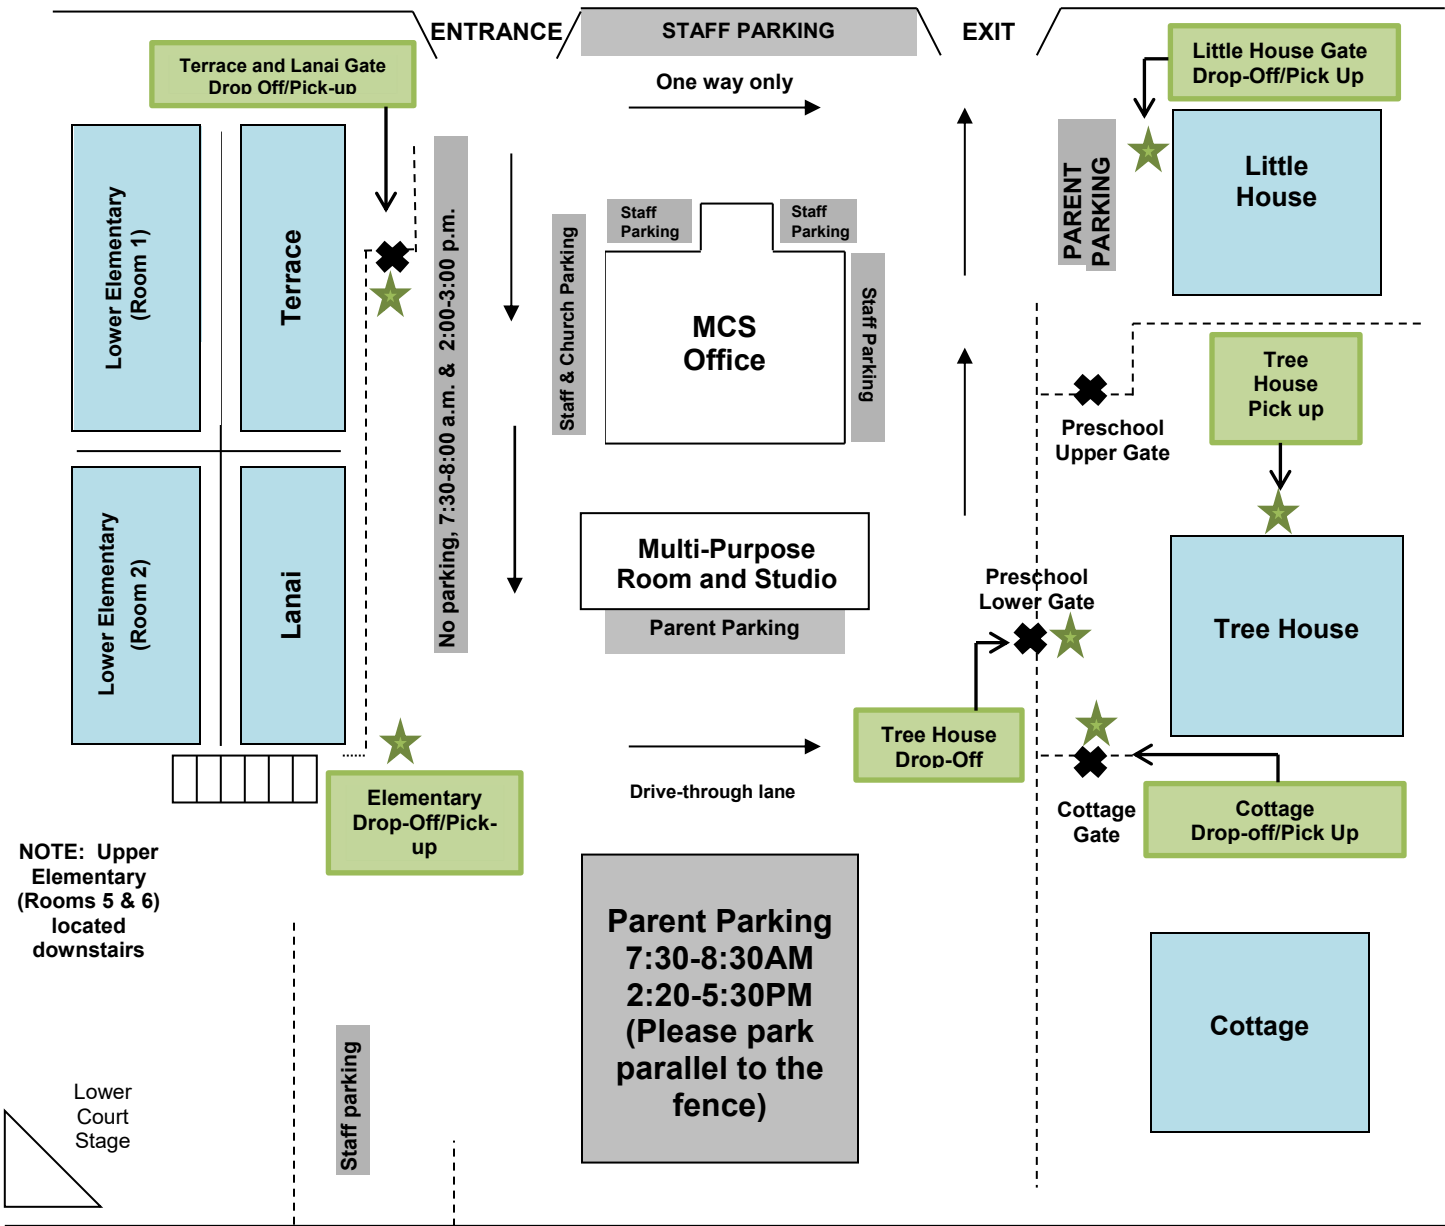 ENTRANCE
STAFF PARKING
EXIT
Terrace and Lanai Gate
Drop Off/Pick-up
One way only
Little House Gate
Drop-Off/Pick Up
Lower Elementary
(Room 1)
Terrace
No parking, 7:30-8:00 a.m. & 2:00-3:00 p.m.
Staff & Church Parking
Staff
Parking
Staff
Parking
MCS
Office
Staff Parking
PARENT
PARKING
Little
House
Tree
House
Pick up
Preschool
Upper Gate
Lower Elementary
(Room 2)
Lanai
Multi-Purpose
Room and Studio
Parent Parking
Preschool
Lower Gate
Tree House
Tree House
Drop-Off
Drive-through lane
Elementary
Drop-Off/Pick-
up
Cottage
Gate
Cottage
Drop-off/Pick Up
NOTE: Upper
Elementary
(Rooms 5 & 6)
located
downstairs
Parent Parking
7:30-8:30AM
2:20-5:30PM
(Please park
parallel to the
fence)
Cottage
Staff parking
Lower
Court
Stage